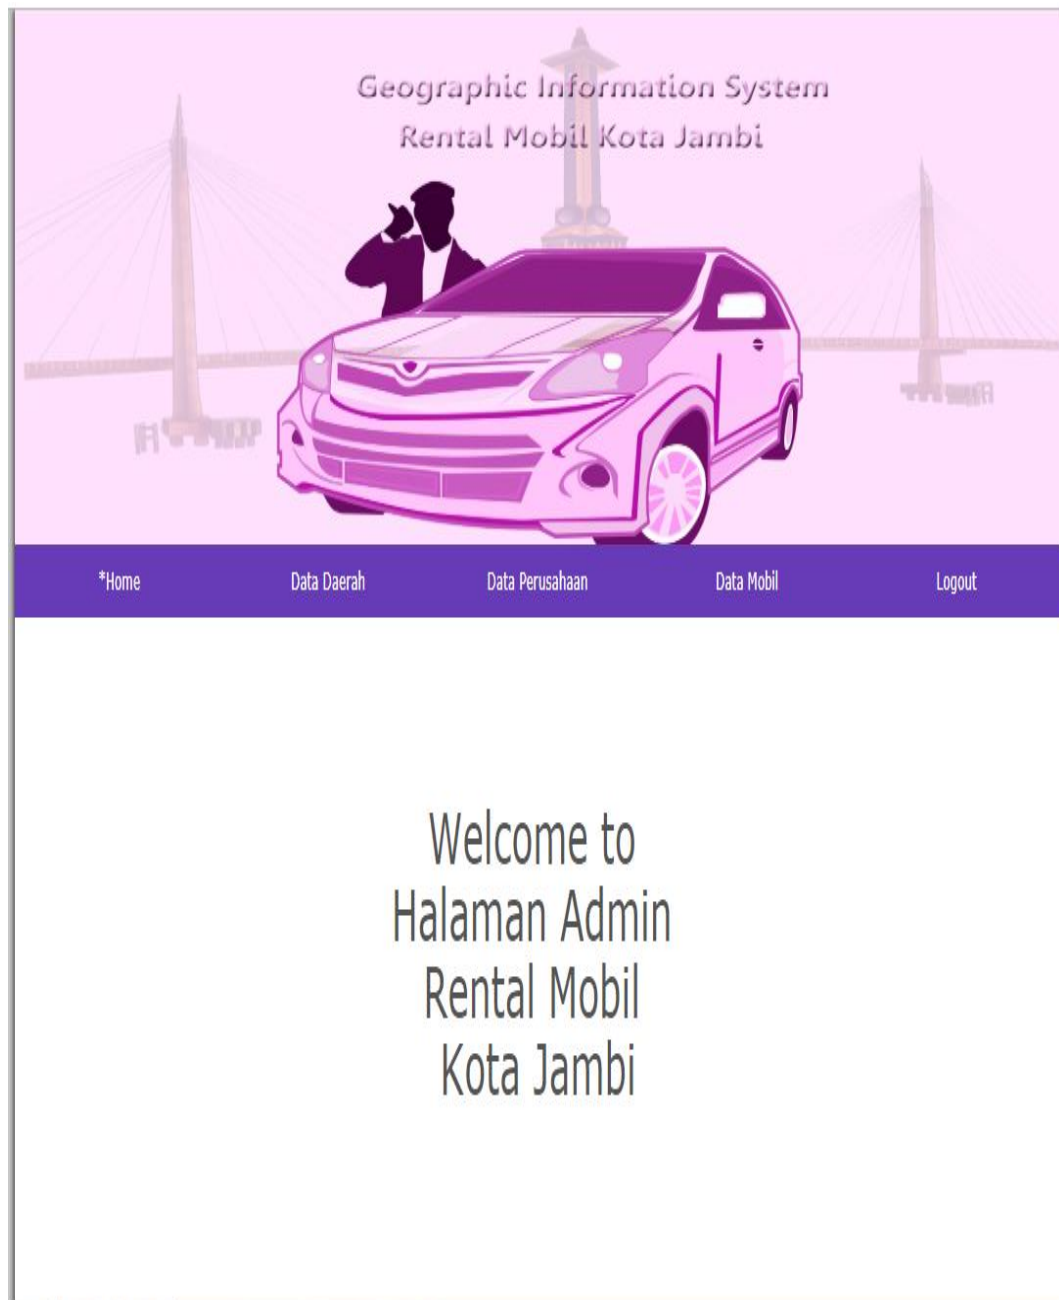 Geographic Information System
Rental Mobil Kota Jambi
*Home Data Daerah Data Perusahaan Data Mobil Logout
Welcome to
Halaman Admin
Rental Mobil
Kota Jambi